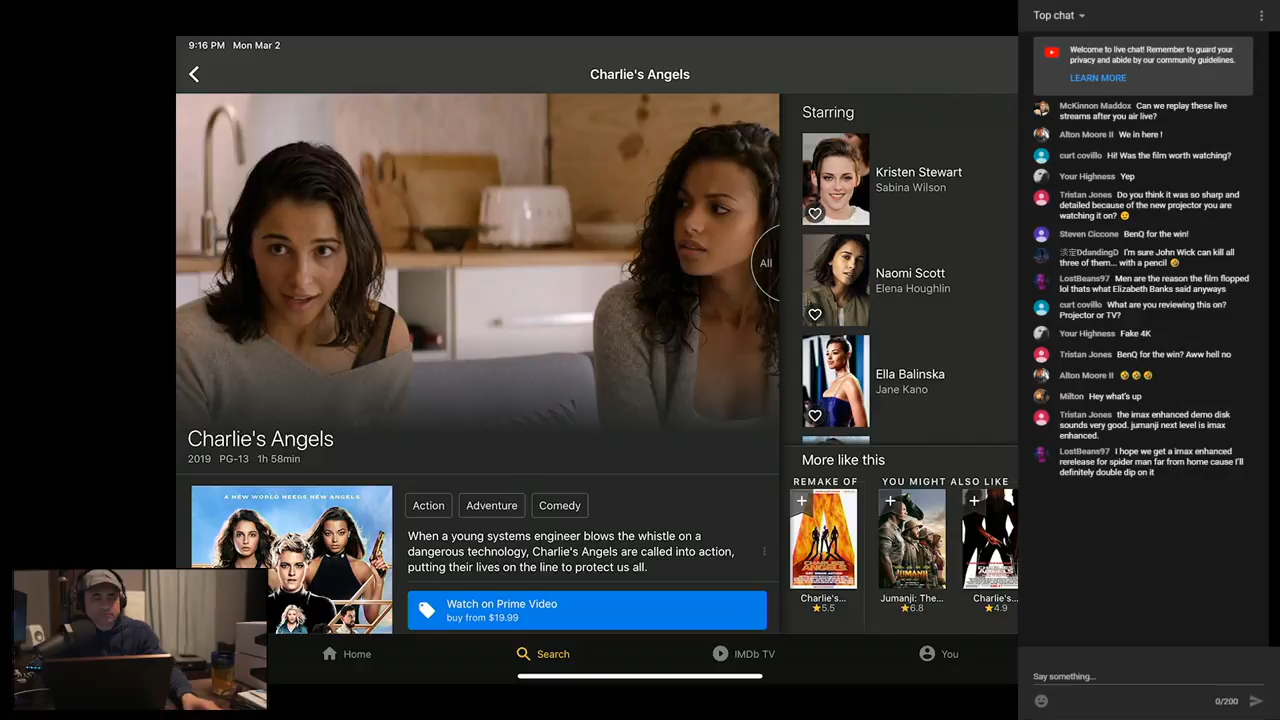 9:16 PM Mon Mar 2
Charlie's Angels
All
Charlie's Angels
2019 PG-13 1h 58min
A NEW WORLD NEEDS NEW ANGELS
Action
Adventure
Comedy
When a young systems engineer blows the whistle on a
dangerous technology, Charlie's Angels are called into action,
putting their lives on the line to protect us all.
Watch on Prime Video
buy from $19.99
Starring
Kristen Stewart
Sabina Wilson
Naomi Scott
Elena Houghlin
Ella Balinska
Jane Kano
More like this
REMAKE OF
YOU MIGHT ALSO LIKE
Charlie's...
5.5
JUMANJI
Jumanji: The...
6.8
Charlie's...
4.9
Home
Search
IMDb TV
You
Top chat
Welcome to live chat! Remember to guard your
privacy and abide by our community guidelines.
LEARN MORE
McKinnon Maddox Can we replay these live
streams after you air live?
Alton Moore II We in here !
curt covillo Hi! Was the film worth watching?
Your Highness Yep
Tristan Jones Do you think it was so sharp and
detailed because of the new projector you are
watching it on? 😉
Steven Ciccone BenQ for the win!
DdandingD I'm sure John Wick can kill all
three of them... with a pencil 🤣
LostBeans97 Men are the reason the film flopped
lol thats what Elizabeth Banks said anyways
curt covillo What are you reviewing this on?
Projector or TV?
Your Highness Fake 4K
Tristan Jones BenQ for the win? Aww hell no
Alton Moore II 🤣 🤣 🤣
Milton Hey what's up
Tristan Jones the imax enhanced demo disk
sounds very good. jumanji next level is imax
enhanced.
LostBeans97 I hope we get a imax enhanced
rerelease for spider man far from home cause I'll
definitely double dip on it
Say something...
0/200